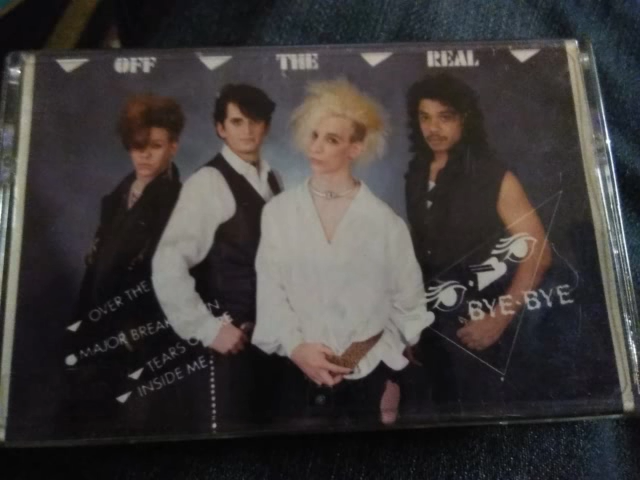 OFF THE REAL
OVER THE
MAJOR BREAK
TEARS
INSIDE ME
BYE-BYE